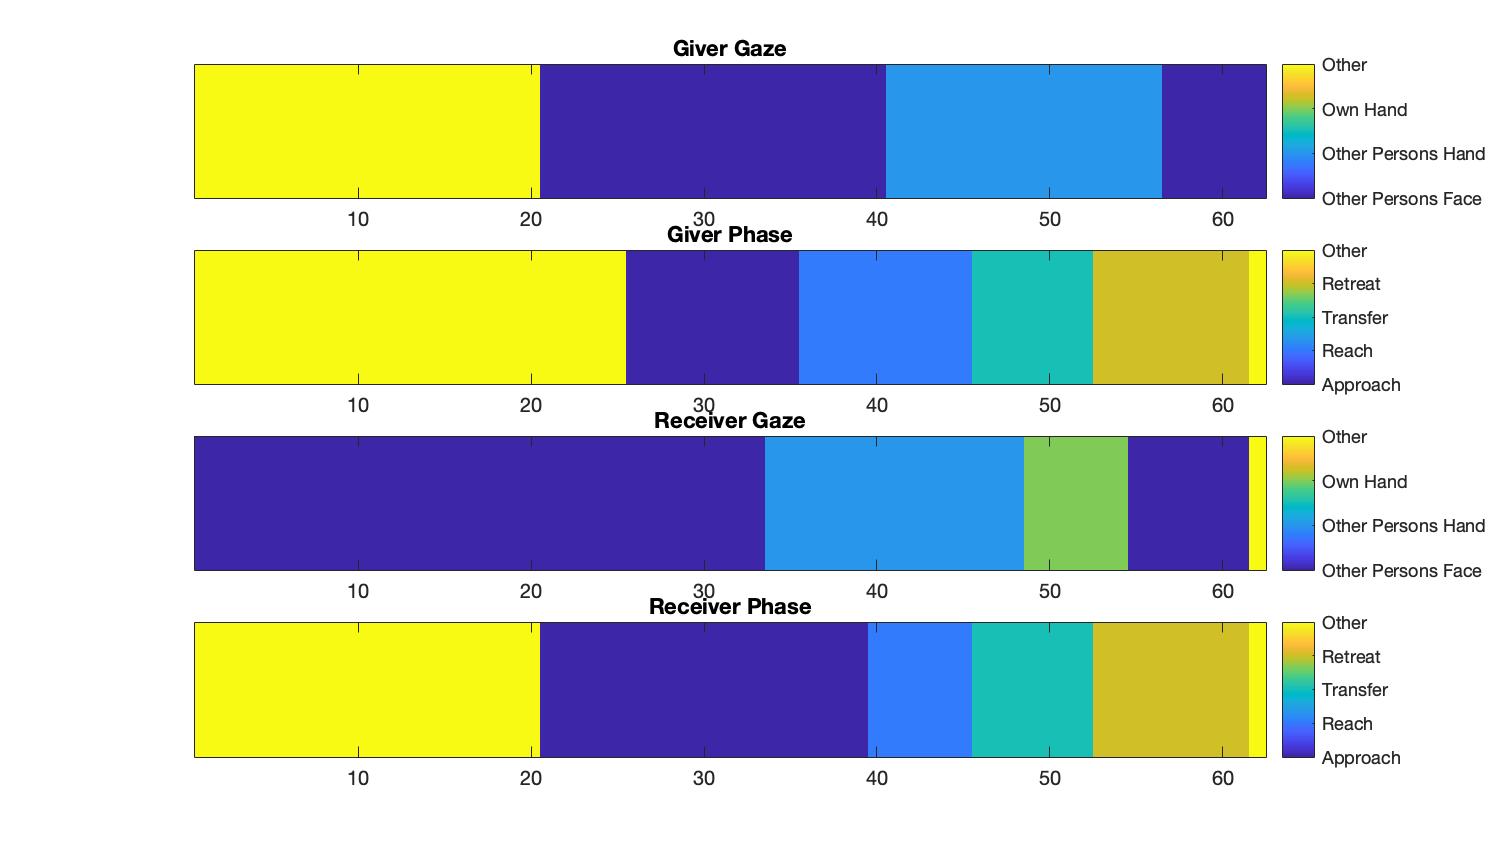 Giver Gaze
Other
Own Hand
Other Persons Hand
Other Persons Face
10 20 30 40 50 60
Giver Phase
Other
Retreat
Transfer
Reach
Approach
10 20 30 40 50 60
Receiver Gaze
Other
Own Hand
Other Persons Hand
Other Persons Face
10 20 30 40 50 60
Receiver Phase
Other
Retreat
Transfer
Reach
Approach
10 20 30 40 50 60